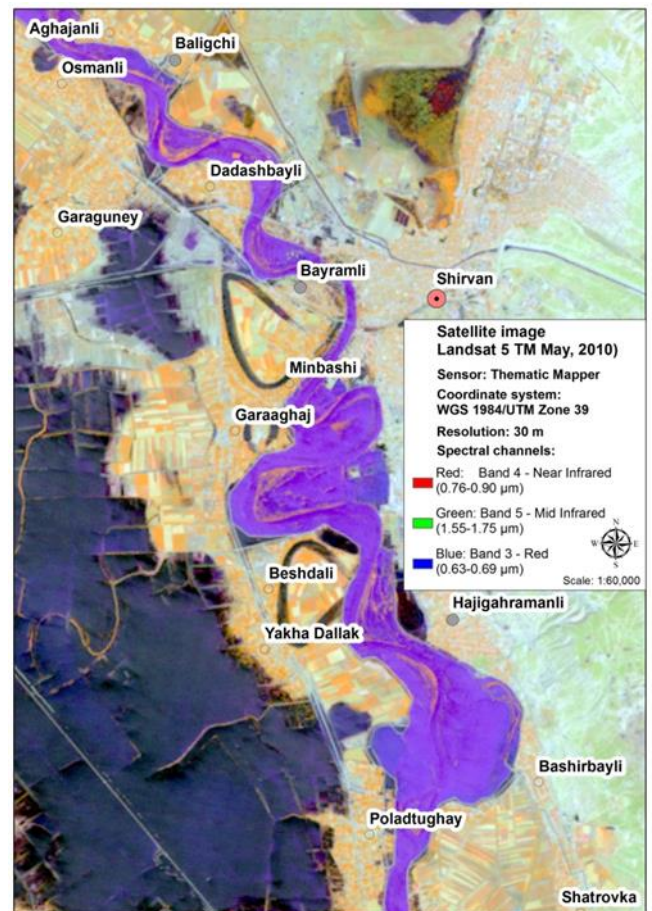 Aghajanli
Baligchi
Osmanli
Dadashbayli
Garaguney
Bayramli
Shirvan
Minbashi
Garaaghaj
Satellite image
Landsat 5 TM May, 2010)
Sensor: Thematic Mapper
Coordinate system:
WGS 1984/UTM Zone 39
Resolution: 30 m
Spectral channels:
Red: Band 4 - Near Infrared
(0.76-0.90 µm)
Green: Band 5 - Mid Infrared
(1.55-1.75 µm)
Blue: Band 3 - Red
(0.63-0.69 µm)
N
W E
S
Scale: 1:60,000
Beshdali
Hajigahramanli
Yakha Dallak
Bashirbayli
Poladtughay
Shatrovka